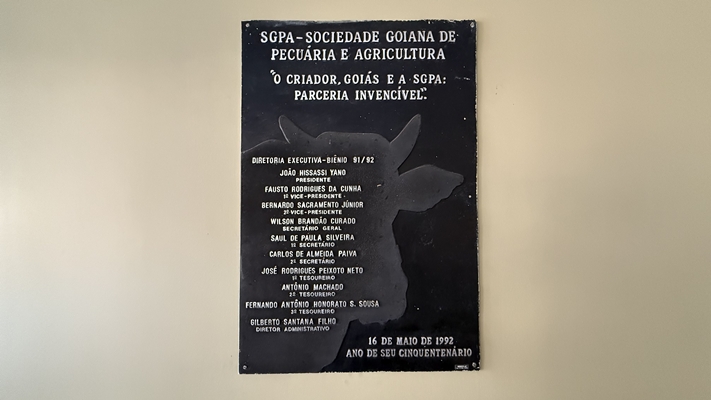 SGPA-SOCIEDADE GOIANA DE
PECUÁRIA E AGRICULTURA
"O CRIADOR, GOIÁS E A SGPA:
PARCERIA INVENCÍVEL".
DIRETORIA EXECUTIVA-BIÊNIO 91/92
JOÃO HISSASSI YANO
PRESIDENTE
FAUSTO RODRIGUES DA CUNHA
1º VICE-PRESIDENTE
BERNARDO SACRAMENTO JÚNIOR
2º VICE-PRESIDENTE
WILSON BRANDÃO CURADO
SECRETÁRIO GERAL
SAUL DE PAULA SILVEIRA
1º SECRETÁRIO
CARLOS DE ALMEIDA PAIVA
2º SECRETÁRIO
JOSÉ RODRIGUES PEIXOTO NETO
1º TESOUREIRO
ANTÔNIO MACHADO
2º TESOUREIRO
FERNANDO ANTÔNIO HONORATO S. SOUSA
3º TESOUREIRO
GILBERTO SANTANA FILHO
DIRETOR ADMINISTRATIVO
16 DE MAIO DE 1992
ANO DE SEU CINQUENTENÁRIO